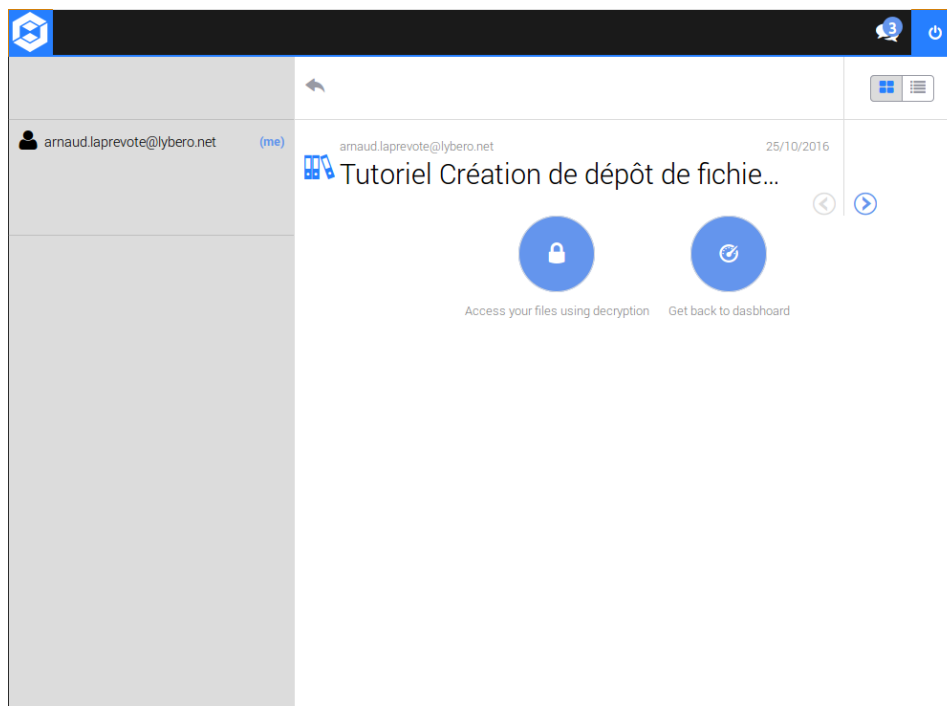 3
arnaud.laprevote@lybero.net (me)
arnaud.laprevote@lybero.net 25/10/2016
Tutoriel Création de dépôt de fichie...
Access your files using decryption Get back to dasbhoard